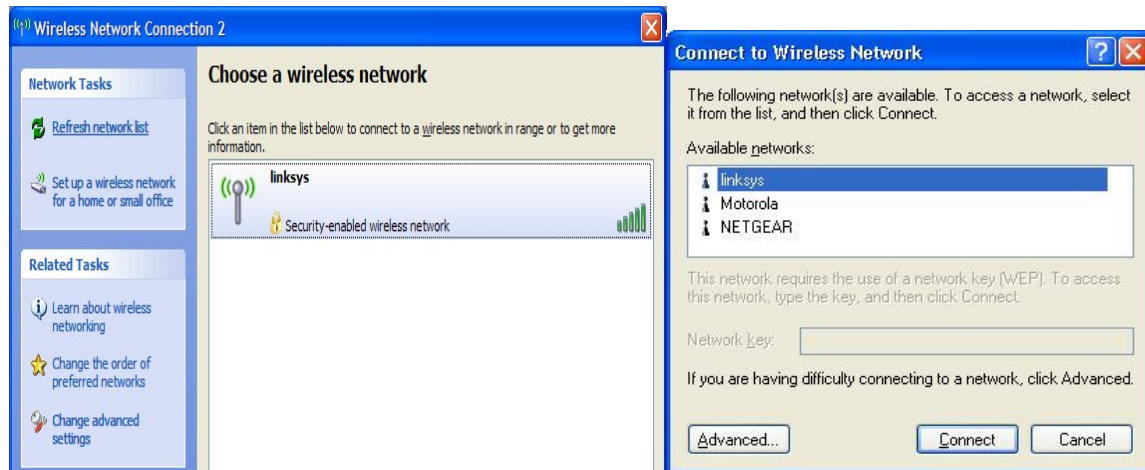 Wireless Network Connection 2
Network Tasks
Refresh network list
Set up a wireless network
for a home or small office
Related Tasks
Learn about wireless
networking
Change the order of
preferred networks
Change advanced
settings
Choose a wireless network
Click an item in the list below to connect to a wireless network in range or to get more
information.
linksys
Security-enabled wireless network
Connect to Wireless Network
The following network(s) are available. To access a network, select
it from the list, and then click Connect.
Available networks:
linksys
Motorola
NETGEAR
This network requires the use of a network key (WEP). To access
this network, type the key, and then click Connect.
Network key:
If you are having difficulty connecting to a network, click Advanced.
Advanced...
Connect
Cancel